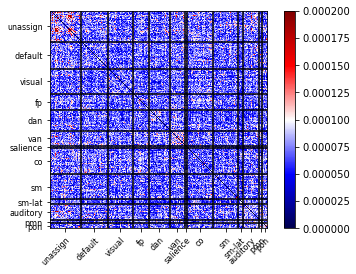 unassign
default
visual
fp
dan
van
salience
co
sm
sm-lat
auditory
pmn
pon
unassign
default
visual
fp
dan
van
salience
co
sm
sm-lat
auditory
0.000200
0.000175
0.000150
0.000125
0.000100
0.000075
0.000050
0.000025
0.000000